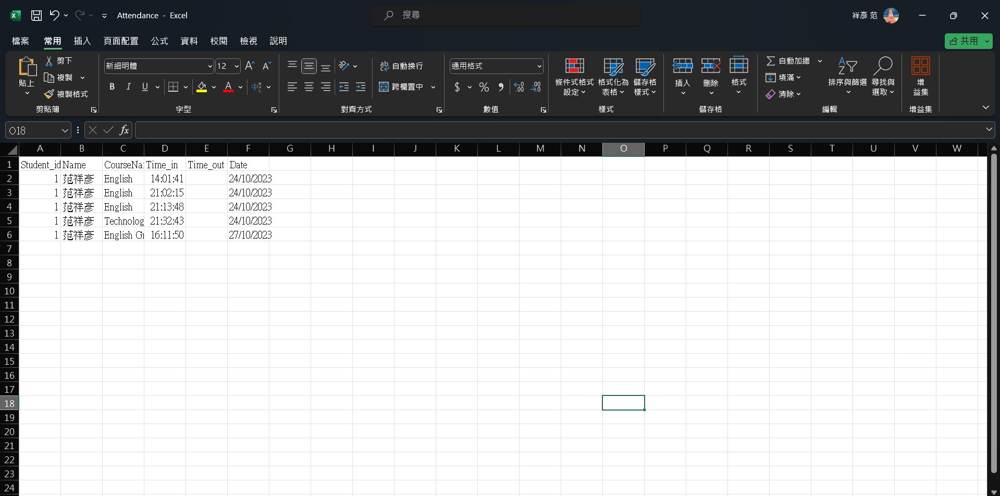 Attendance - Excel
搜尋
祥彥 范
檔案 常用 插入 頁面配置 公式 資料 校閱 檢視 說明
共用
貼上
剪下
複製
複製格式
剪貼簿
新細明體 12
B I U
字型
自動換行
跨欄置中
對齊方式
通用格式
$ % 9 .00 .00
數值
條件式格式
設定
格式化為
表格
儲存格
樣式
樣式
插入
刪除
格式
儲存格
自動加總
填滿
清除
排序與篩選
尋找與
選取
編輯
增
益集
增益集
O18
fx
A B C D E F G H I J K L M N O P Q R S T U V W
1 Student_id Name CourseNa Time_in Time_out Date
2 1 范祥彥 English 14:01:41 24/10/2023
3 1 范祥彥 English 21:02:15 24/10/2023
4 1 范祥彥 English 21:13:48 24/10/2023
5 1 范祥彥 Technolog 21:32:43 24/10/2023
6 1 范祥彥 English Gr 16:11:50 27/10/2023
7
8
9
10
11
12
13
14
15
16
17
18
19
20
21
22
23
24